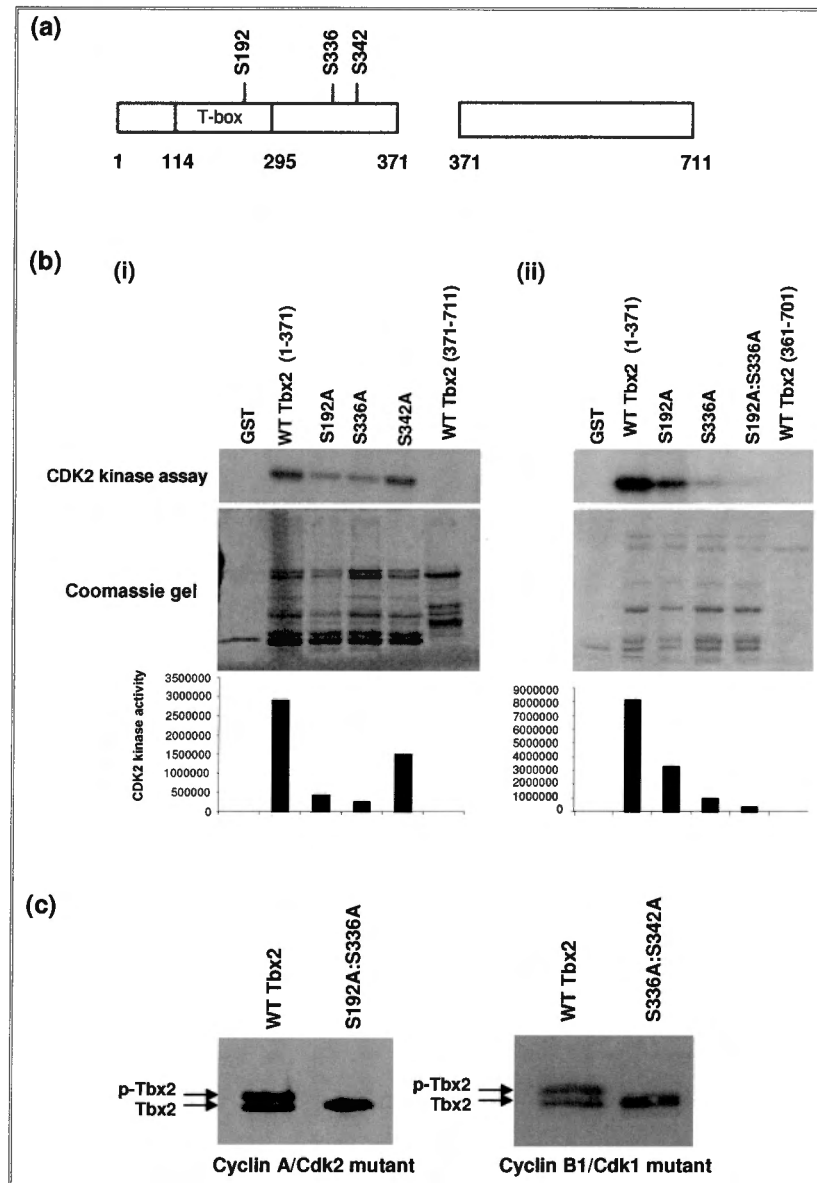 (a)
S192
S336
S342
T-box
1
114
295
371
371
711
(b)
(i)
GST
WT Tbx2 (1-371)
S192A
S336A
S342A
WT Tbx2 (371-711)
(ii)
GST
WT Tbx2 (1-371)
S192A
S336A
S192A:S336A
WT Tbx2 (361-701)
CDK2 kinase assay
Coomassie gel
CDK2 kinase activity
3500000
3000000
2500000
2000000
1500000
1000000
500000
0
9000000
8000000
7000000
6000000
5000000
4000000
3000000
2000000
1000000
0
(c)
WT Tbx2
S192A:S336A
p-Tbx2
Tbx2
Cyclin A/Cdk2 mutant
WT Tbx2
S336A:S342A
p-Tbx2
Tbx2
Cyclin B1/Cdk1 mutant